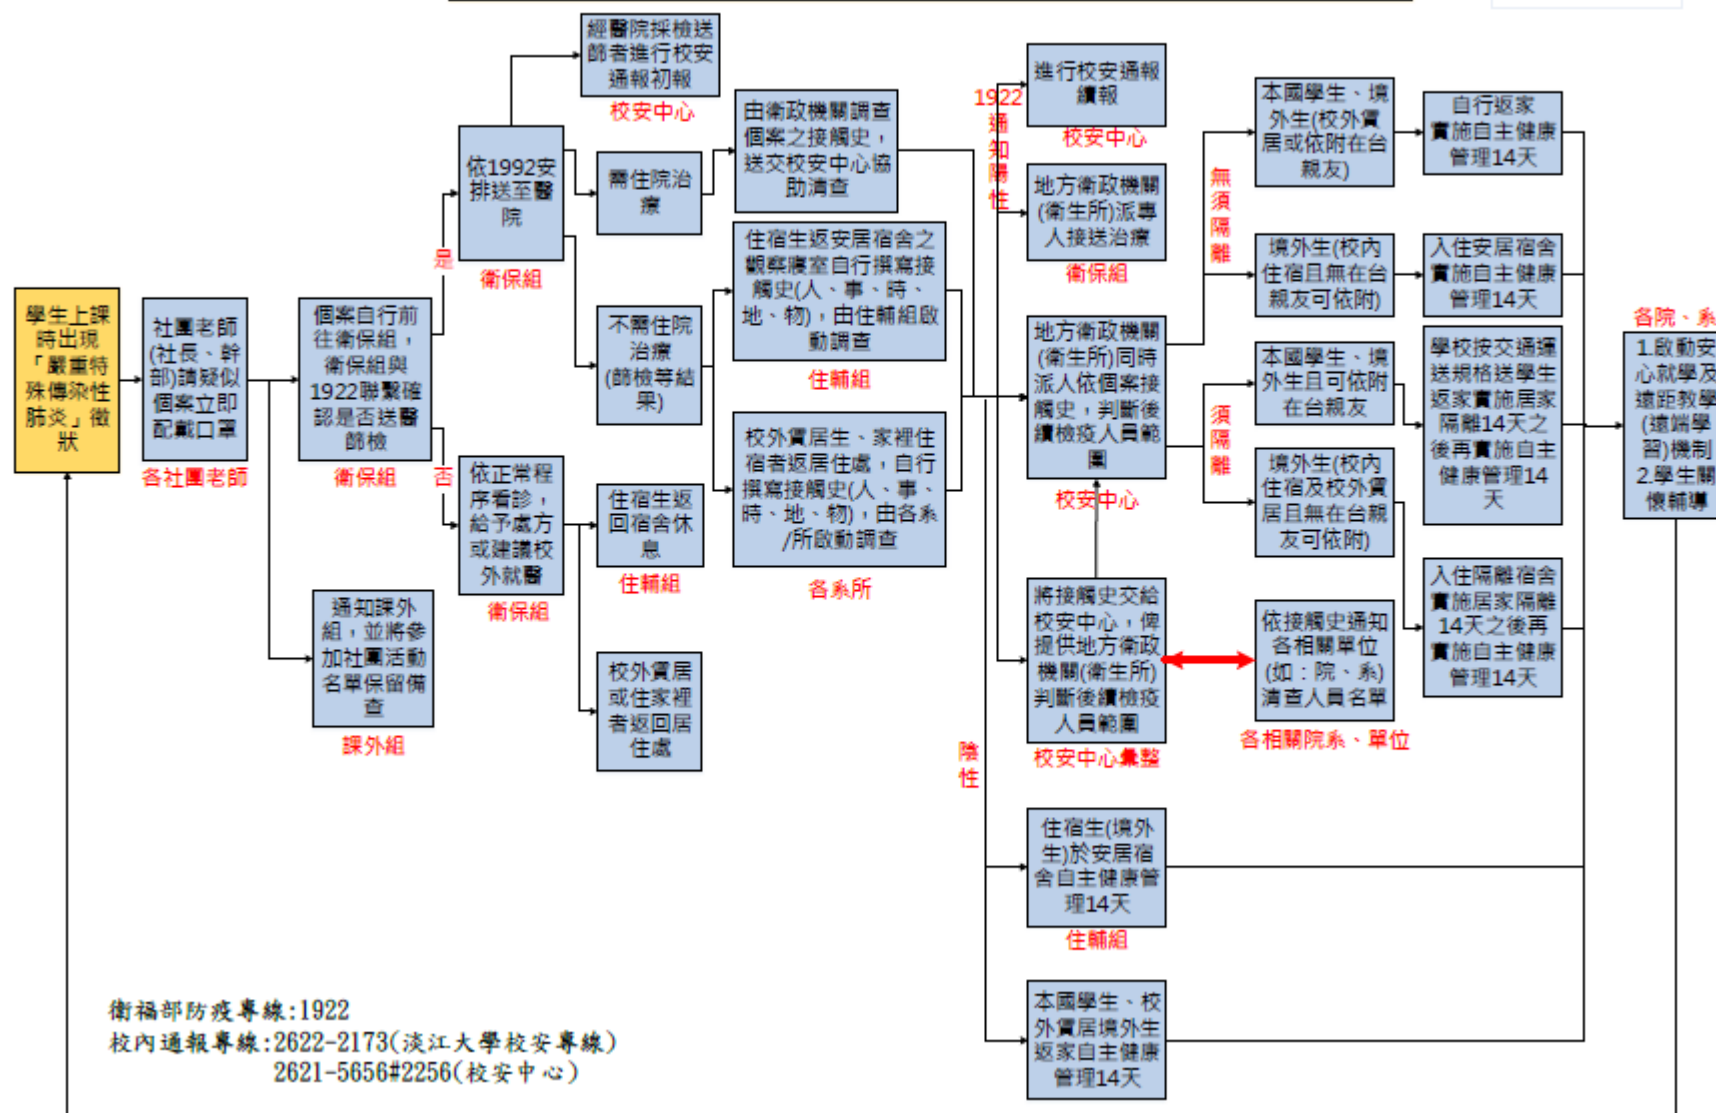 學生上課
時出現
「嚴重特
殊傳染性
肺炎」徵
狀
社團老師
(社長、幹
部)請疑似
個案立即
配戴口罩
各社團老師
個案自行前
往衛保組，
衛保組與
1922聯繫確
認是否送醫
篩檢
衛保組
通知課外
組，並將參
加社團活動
名單保留備
查
課外組
是
否
依1992安
排送至醫
院
衛保組
依正常程
序看診，
給予處方
或建議校
外就醫
衛保組
經醫院採檢送
篩者進行校安
通報初報
校安中心
需住院治
療
不需住院
治療
(篩檢等結
果)
住宿生返
回宿舍休
息
住輔組
校外賃居
或住家裡
者返回居
住處
由衛政機關調查
個案之接觸史，
送交校安中心協
助清查
住宿生返安居宿舍之
觀察寢室自行撰寫接
觸史(人、事、時、
地、物)，由住輔組啟
動調查
住輔組
校外賃居生、家裡住
宿者返居住處，自行
撰寫接觸史(人、事、
時、地、物)，由各系
/所啟動調查
各系所
1922
通
知
陽
性
陰
性
進行校安通報
續報
校安中心
地方衛政機關
(衛生所)派專
人接送治療
衛保組
地方衛政機關
(衛生所)同時
派人依個案接
觸史，判斷後
續檢疫人員範
圍
校安中心
將接觸史交給
校安中心，俾
提供地方衛政
機關(衛生所)
判斷後續檢疫
人員範圍
校安中心彙整
住宿生(境外
生)於安居宿
舍自主健康管
理14天
住輔組
本國學生、校
外賃居境外生
返家自主健康
管理14天
無
須
隔
離
須
隔
離
本國學生、境
外生(校外賃
居或依附在台
親友)
境外生(校內
住宿且無在台
親友可依附)
本國學生、境
外生且可依附
在台親友
境外生(校內
住宿及校外賃
居且無在台親
友可依附)
依接觸史通知
各相關單位
(如：院、系)
清查人員名單
各相關院系、單位
自行返家
實施自主健康
管理14天
入住安居宿舍
實施自主健康
管理14天
學校按交通運
送規格送學生
返家實施居家
隔離14天之
後再實施自主
健康管理14
天
入住隔離宿舍
實施居家隔離
14天之後再
實施自主健康
管理14天
各院、系
1.啟動安
心就學及
遠距教學
(遠端學
習)機制
2.學生關
懷輔導
衛福部防疫專線:1922
校內通報專線:2622-2173(淡江大學校安專線)
2621-5656#2256(校安中心)